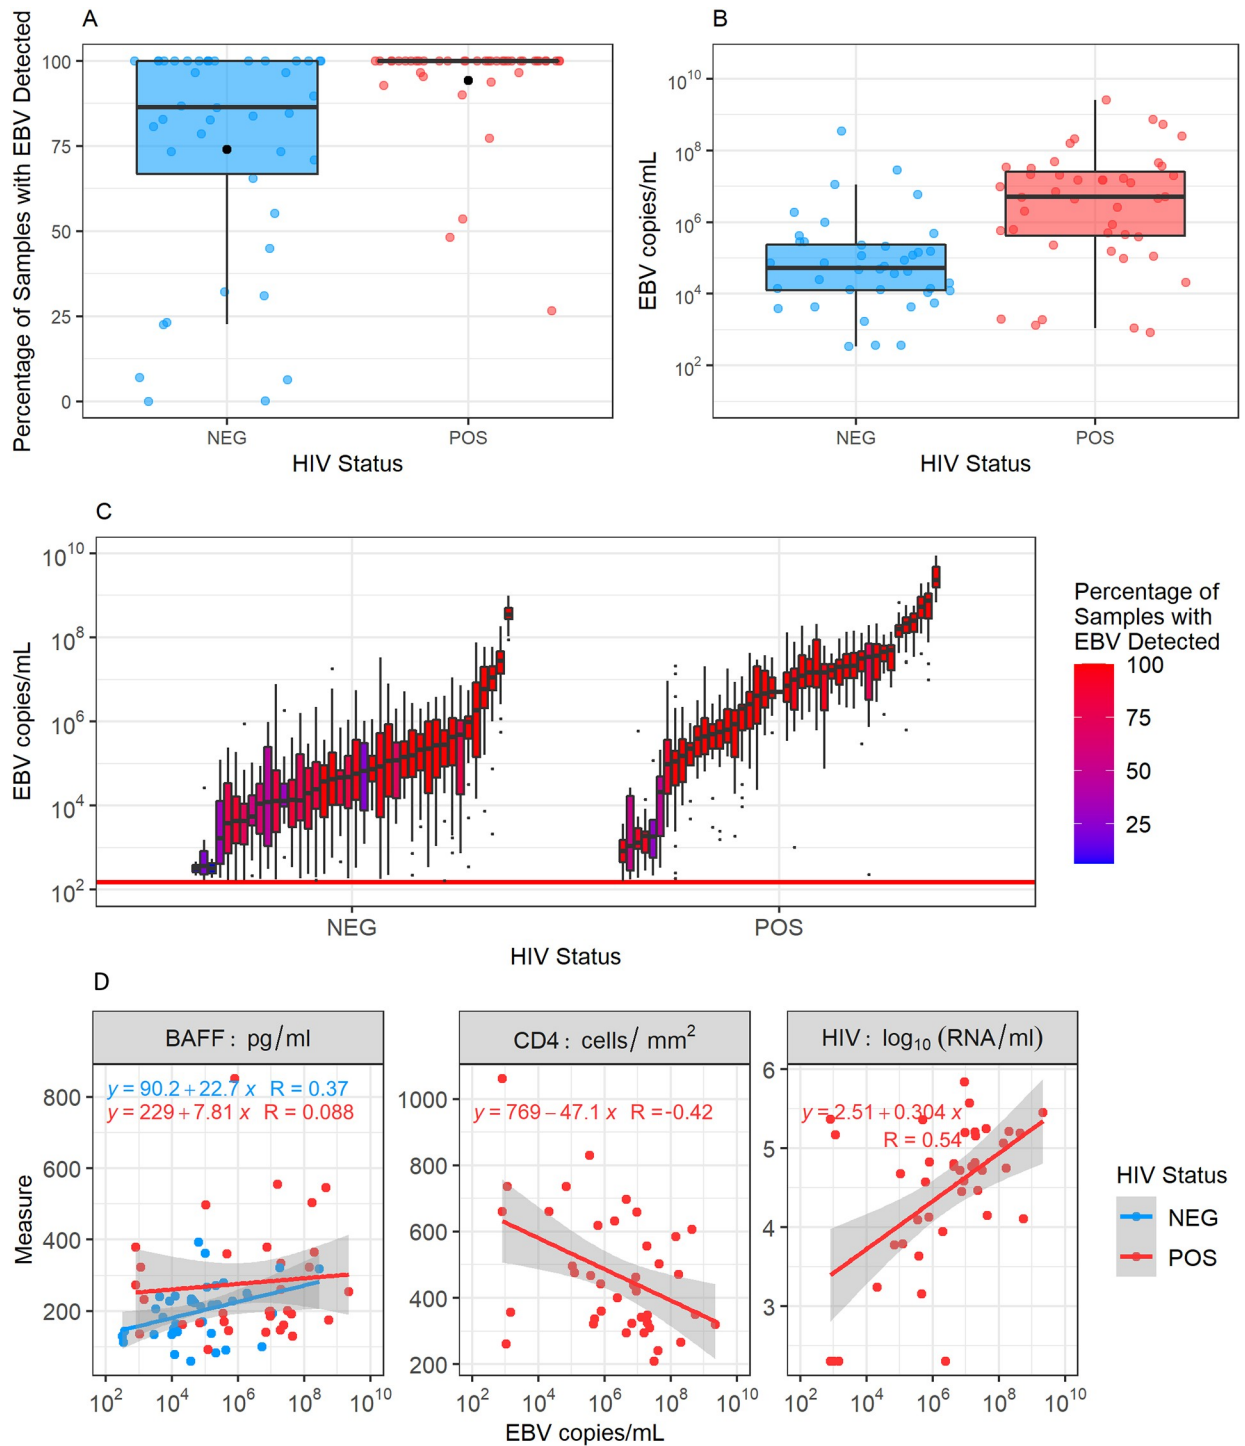 A
Percentage of Samples with EBV Detected
100
75
50
25
0
NEG
POS
HIV Status
B
EBV copies/mL
10^10
10^8
10^6
10^4
10^2
NEG
POS
HIV Status
C
EBV copies/mL
10^10
10^8
10^6
10^4
10^2
NEG
POS
HIV Status
Percentage of
Samples with
EBV Detected
100
75
50
25
D
Measure
BAFF: pg/ml
y = 90.2 + 22.7 x R = 0.37
y = 229 + 7.81 x R = 0.088
800
600
400
200
10^2 10^4 10^6 10^8 10^10
CD4: cells/ mm^2
y = 769 − 47.1 x R = -0.42
1000
800
600
400
200
10^2 10^4 10^6 10^8 10^10
HIV: log10 (RNA/ml)
y = 2.51 + 0.304 x
R = 0.54
6
5
4
3
10^2 10^4 10^6 10^8 10^10
EBV copies/mL
HIV Status
NEG
POS